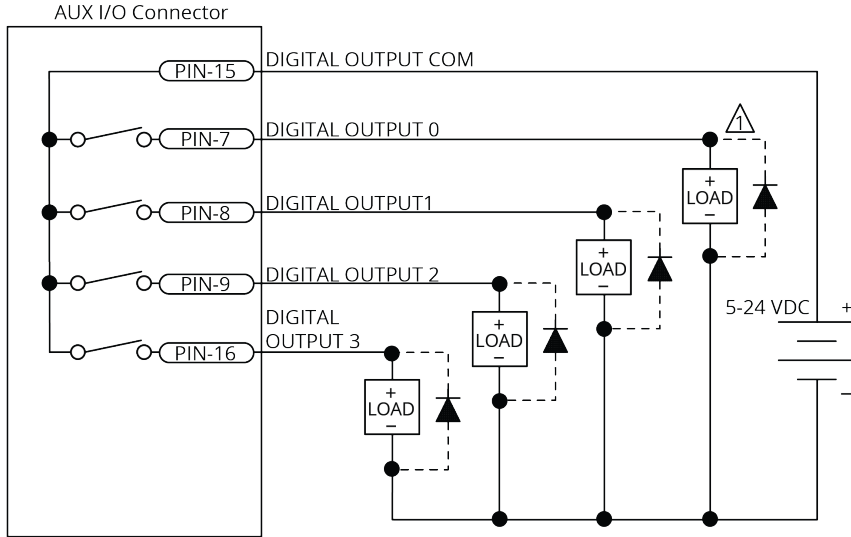 AUX I/O Connector
PIN-15
DIGITAL OUTPUT COM
PIN-7
DIGITAL OUTPUT 0
1
+
LOAD
−
PIN-8
DIGITAL OUTPUT1
+
LOAD
−
PIN-9
DIGITAL OUTPUT 2
+
LOAD
−
5-24 VDC
+
−
DIGITAL
OUTPUT 3
PIN-16
+
LOAD
−